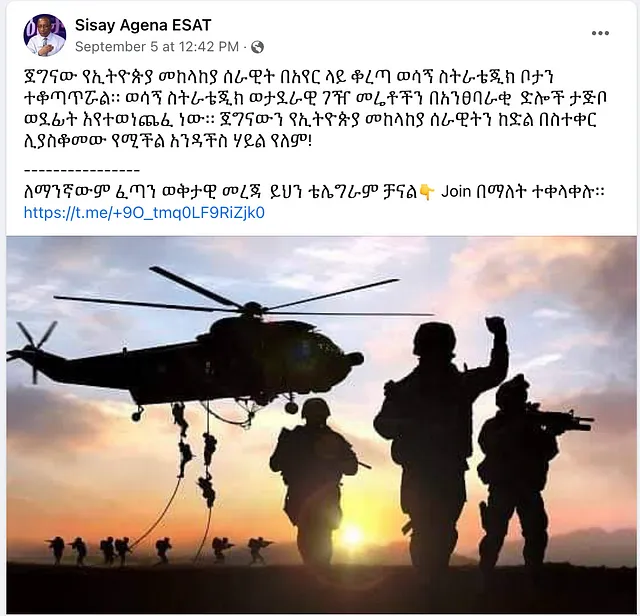 Sisay Agena ESAT
September 5 at 12:42 PM ·
ጀግናው የኢትዮጵያ መከላከያ ሰራዊት በአየር ላይ ቆረጣ ወሳኝ ስትራቴጂክ ቦታን
ተቆጣጥሯል። ወሳኝ ስትራቴጂክ ወታደራዊ ገዥ መሬቶችን በአንፀባራቂ ድሎች ታጅቦ
ወደፊት እየተወነጨፈ ነው። ጀግናውን የኢትዮጵያ መከላከያ ሰራዊትን ከድል በስተቀር
ሊያስቆመው የሚችል አንዳችስ ሃይል የለም!
----------------
ለማንኛውም ፈጣን ወቅታዊ መረጃ ይህን ቴሌግራም ቻናል👇 Join በማለት ተቀላቀሉ።
https://t.me/+9O_tmq0LF9RiZjk0